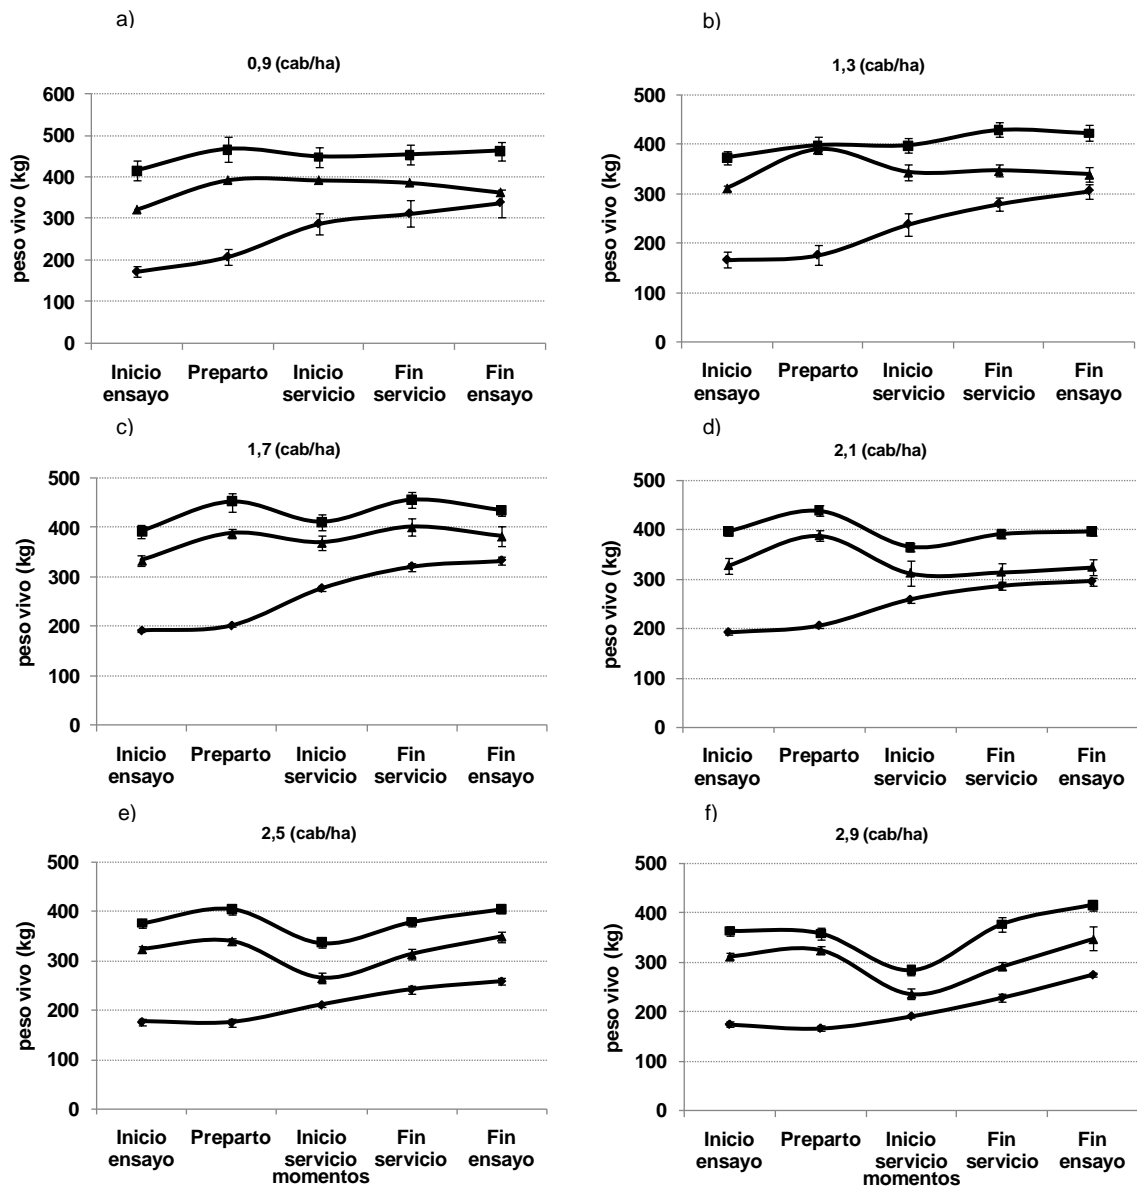 a)
0,9 (cab/ha)
600
500
400
300
200
100
0
peso vivo (kg)
Inicio
ensayo
Preparto
Inicio
servicio
Fin
servicio
Fin
ensayo
b)
1,3 (cab/ha)
500
400
300
200
100
0
peso vivo (kg)
Inicio
ensayo
Preparto
Inicio
servicio
Fin
servicio
Fin
ensayo
c)
1,7 (cab/ha)
500
400
300
200
100
0
peso vivo (kg)
Inicio
ensayo
Preparto
Inicio
servicio
Fin
servicio
Fin
ensayo
d)
2,1 (cab/ha)
500
400
300
200
100
0
peso vivo (kg)
Inicio
ensayo
Preparto
Inicio
servicio
Fin
servicio
Fin
ensayo
e)
2,5 (cab/ha)
500
400
300
200
100
0
peso vivo (kg)
Inicio
ensayo
Preparto
Inicio
servicio
Fin
servicio
Fin
ensayo
momentos
f)
2,9 (cab/ha)
500
400
300
200
100
0
peso vivo (kg)
Inicio
ensayo
Preparto
Inicio
servicio
Fin
servicio
Fin
ensayo
momentos